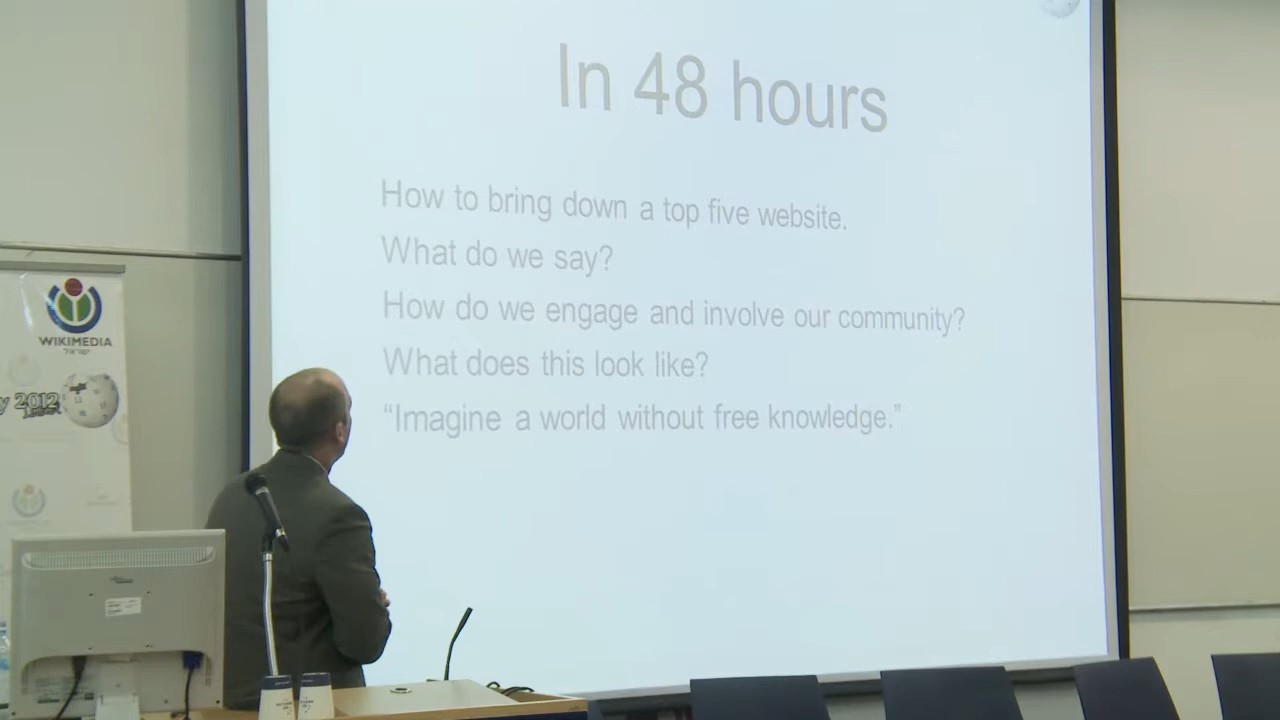 In 48 hours
How to bring down a top five website.
What do we say?
How do we engage and involve our community?
What does this look like?
“Imagine a world without free knowledge.”
WIKIMEDIA
ישראל
y 2012